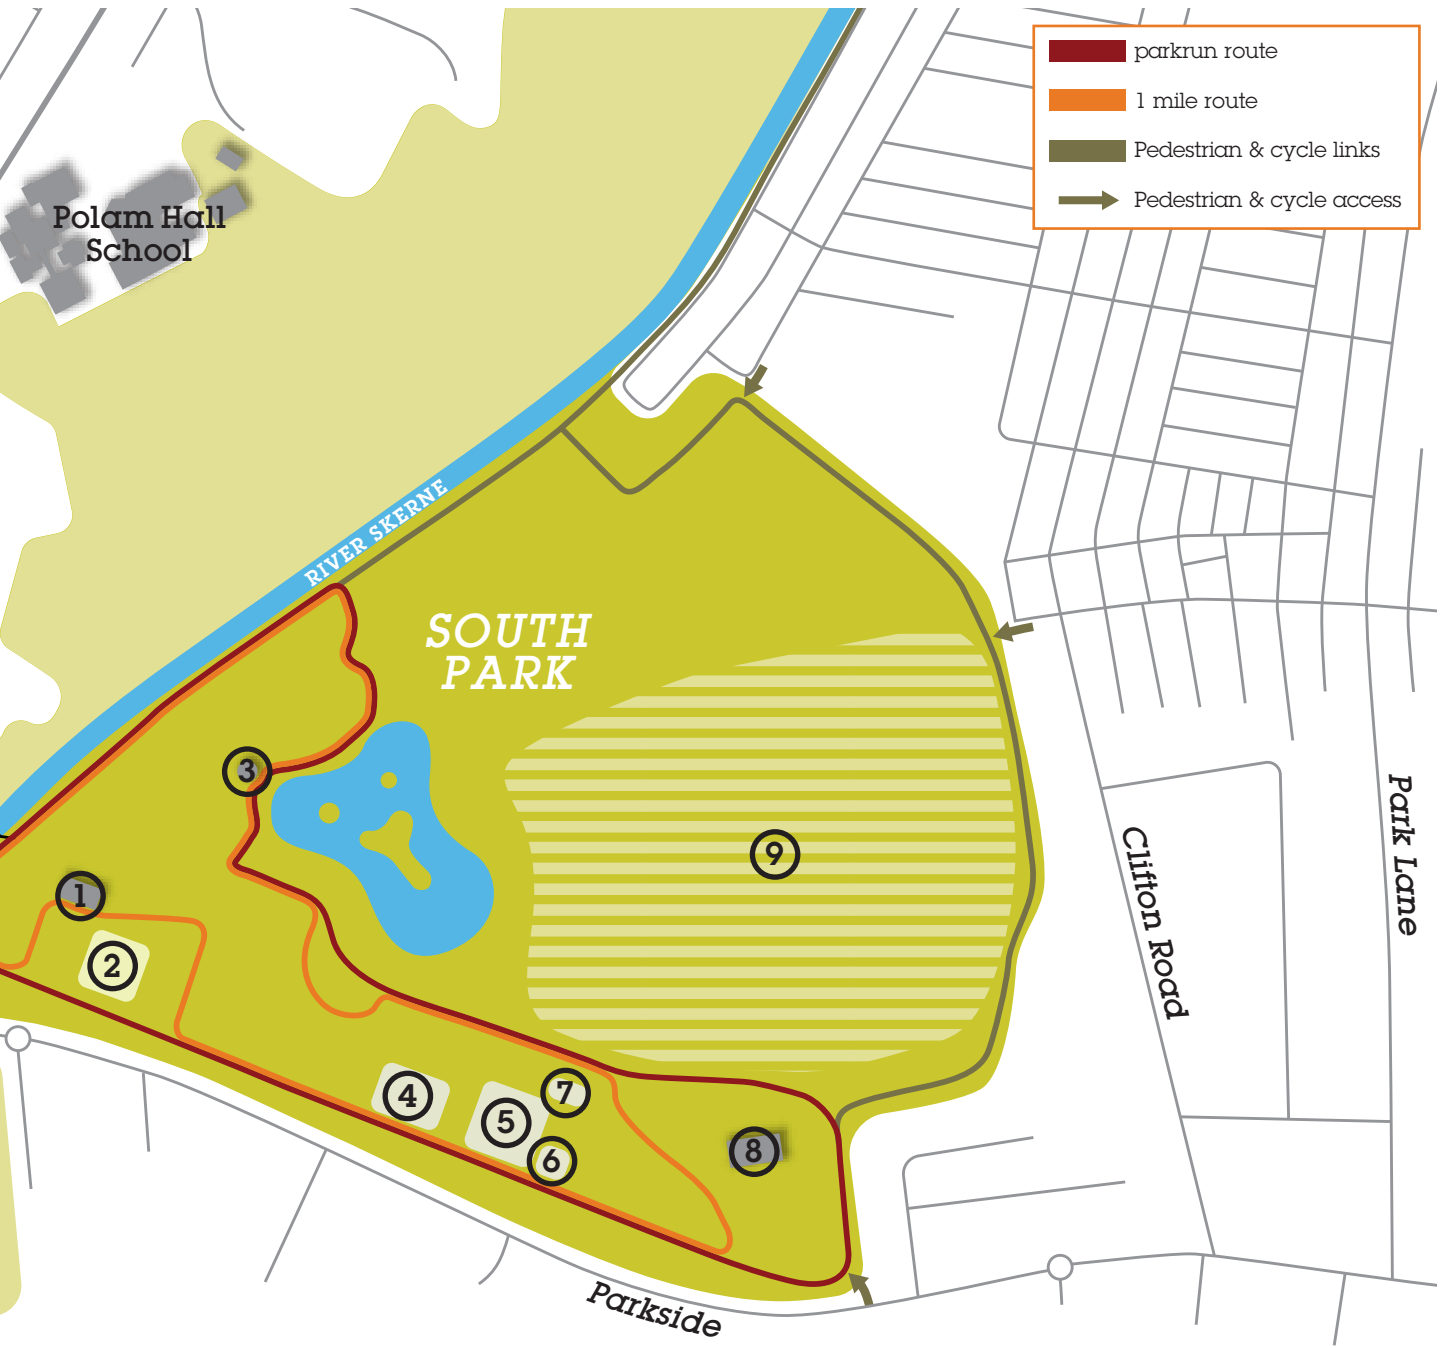 parkrun route
1 mile route
Pedestrian & cycle links
Pedestrian & cycle access
Polam Hall
School
RIVER SKERNE
SOUTH
PARK
3
9
1
2
4
5
7
6
8
Clifton Road
Park Lane
Parkside